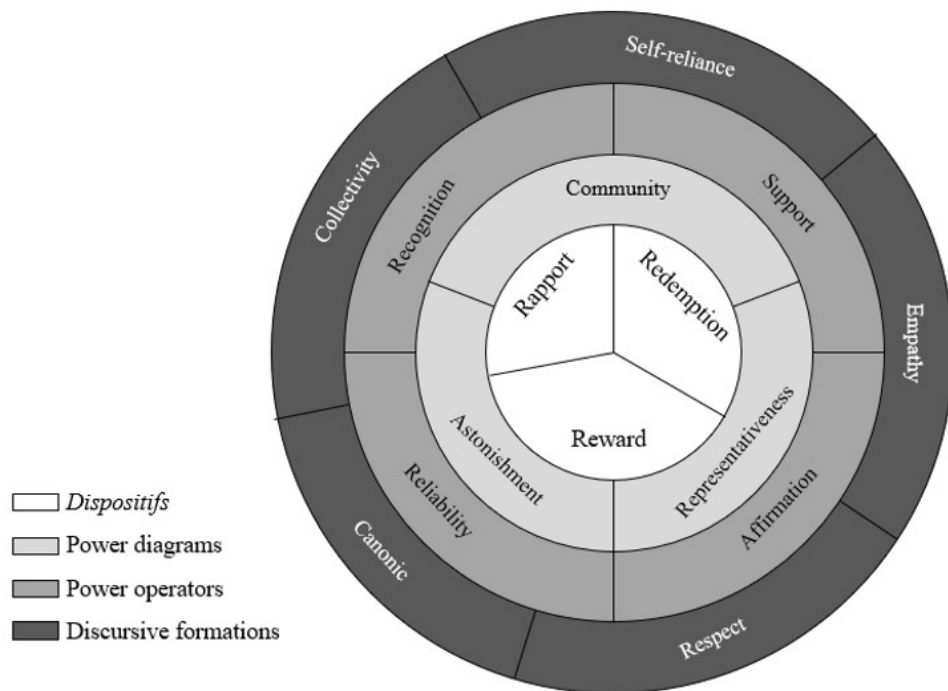 Self-reliance
Collectivity
Recognition
Support
Community
Rapport
Redemption
Empathy
Reward
Astonishment
Representativeness
Reliability
Affirmation
Canonic
Respect
Dispositifs
Power diagrams
Power operators
Discursive formations